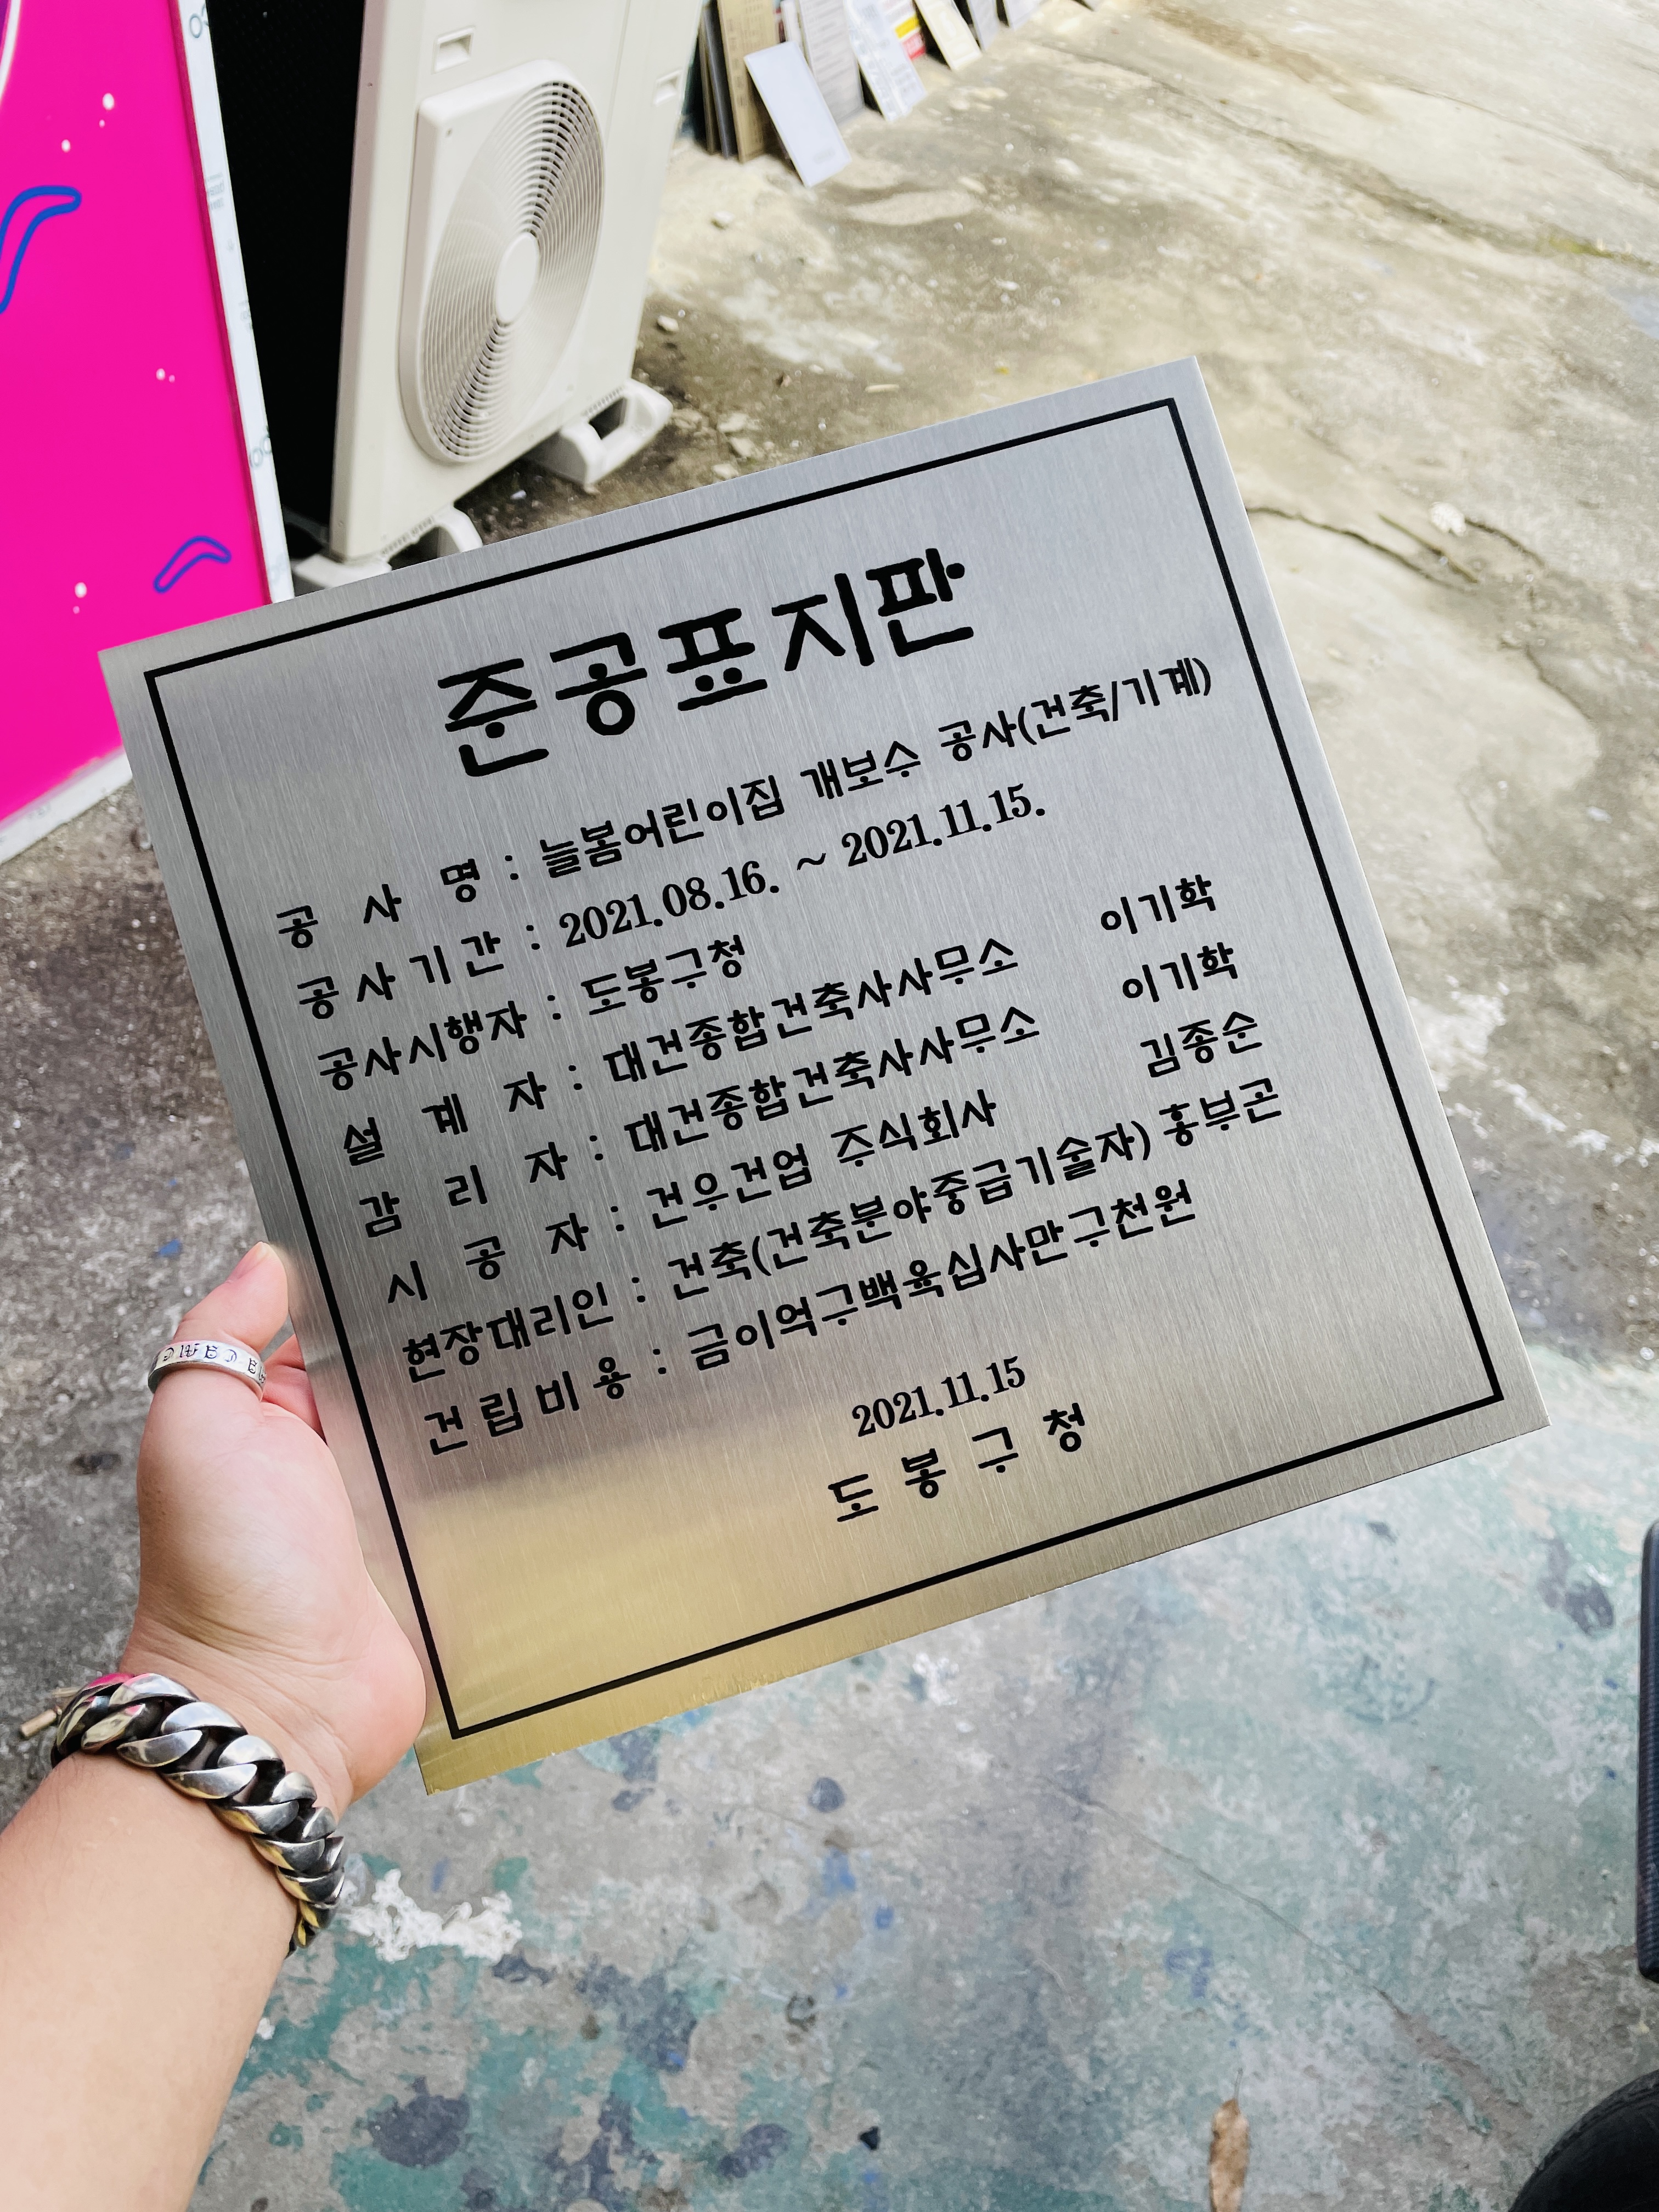 준공표지판
공 사 명 : 늘봄어린이집 개보수 공사(건축/기계)
공사기간 : 2021.08.16. ~ 2021.11.15.
공사시행자 : 도봉구청
설 계 자 : 대건종합건축사사무소 이기학
감 리 자 : 대건종합건축사사무소 이기학
시 공 자 : 건우건업 주식회사 김종순
현장대리인 : 건축(건축분야중급기술자) 홍부곤
건립비용 : 금이억구백육십사만구천원
2021.11.15
도 봉 구 청